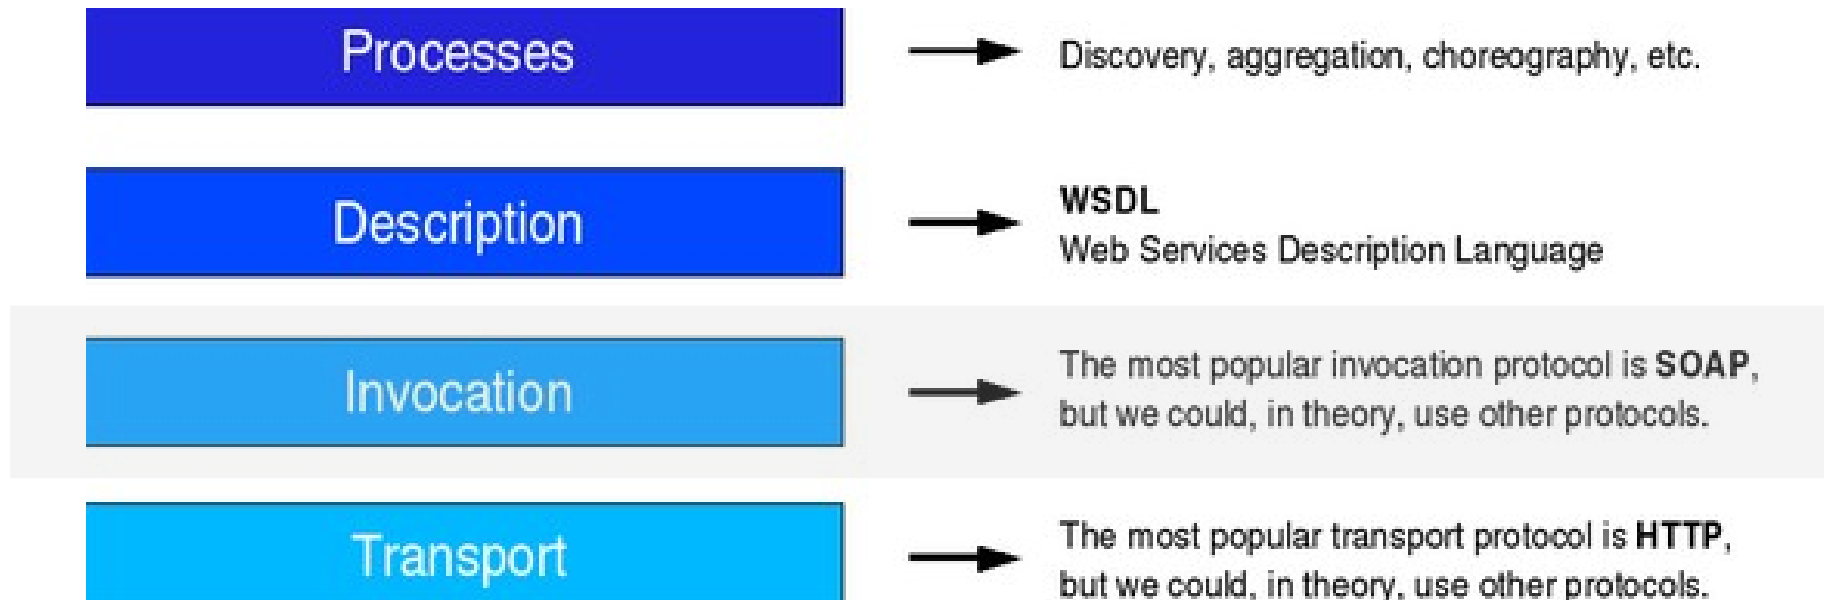 Processes
Discovery, aggregation, choreography, etc.
Description
WSDL
Web Services Description Language
Invocation
The most popular invocation protocol is SOAP,
but we could, in theory, use other protocols.
Transport
The most popular transport protocol is HTTP,
but we could, in theory, use other protocols.